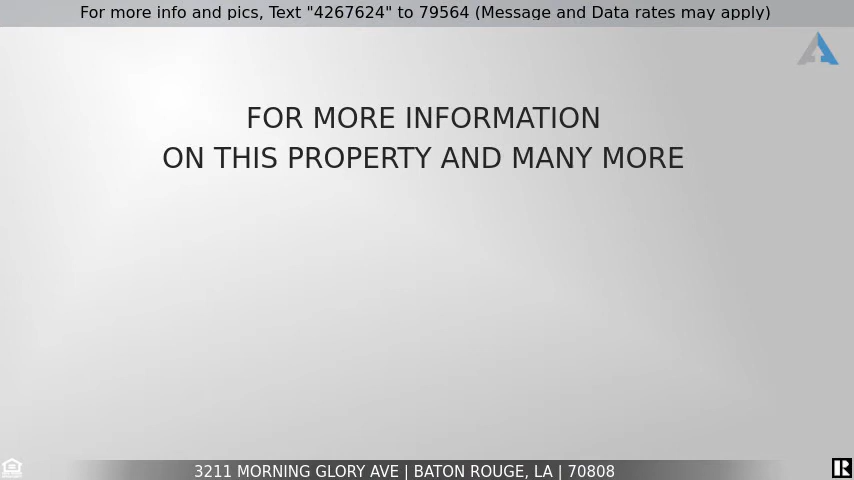 For more info and pics, Text "4267624" to 79564 (Message and Data rates may apply)
FOR MORE INFORMATION
ON THIS PROPERTY AND MANY MORE
3211 MORNING GLORY AVE | BATON ROUGE, LA | 70808